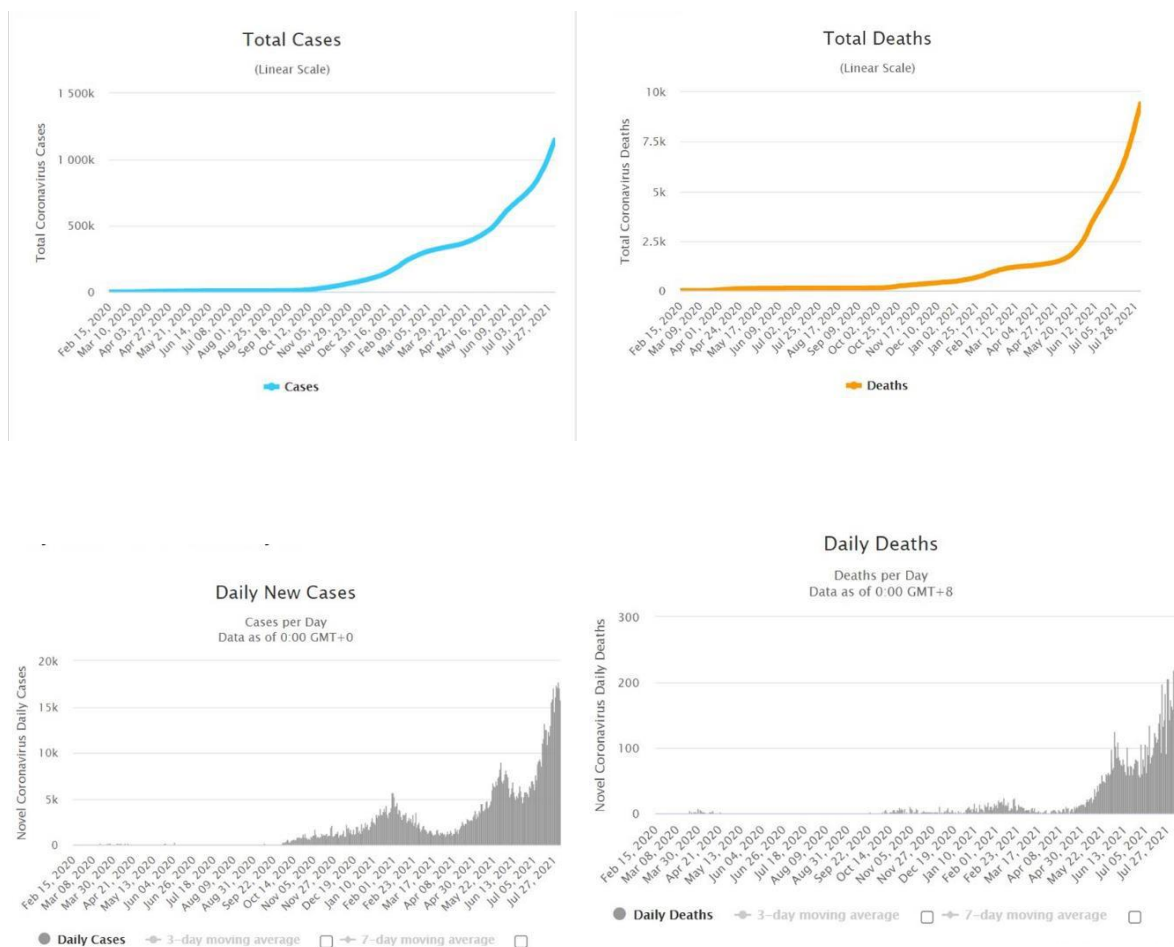 Total Cases
(Linear Scale)
Total Coronavirus Cases
1 500k
1 000k
500k
0
Feb 15, 2020
Mar 10, 2020
Apr 03, 2020
Apr 27, 2020
May 21, 2020
Jun 14, 2020
Jul 08, 2020
Aug 01, 2020
Aug 25, 2020
Sep 18, 2020
Oct 12, 2020
Nov 05, 2020
Nov 29, 2020
Dec 23, 2020
Jan 16, 2021
Feb 09, 2021
Mar 05, 2021
Mar 29, 2021
Apr 22, 2021
May 16, 2021
Jun 09, 2021
Jul 03, 2021
Jul 27, 2021
Cases
Total Deaths
(Linear Scale)
Total Coronavirus Deaths
10k
7.5k
5k
2.5k
0
Feb 15, 2020
Mar 09, 2020
Apr 01, 2020
Apr 24, 2020
May 17, 2020
Jun 09, 2020
Jul 02, 2020
Jul 25, 2020
Aug 17, 2020
Sep 09, 2020
Oct 02, 2020
Oct 25, 2020
Nov 17, 2020
Dec 10, 2020
Jan 02, 2021
Jan 25, 2021
Feb 17, 2021
Mar 12, 2021
Apr 04, 2021
Apr 27, 2021
May 20, 2021
Jun 12, 2021
Jul 05, 2021
Jul 28, 2021
Deaths
Daily New Cases
Cases per Day
Data as of 0:00 GMT+0
Novel Coronavirus Daily Cases
20k
15k
10k
5k
0
Feb 15, 2020
Mar 08, 2020
Mar 30, 2020
Apr 21, 2020
May 13, 2020
Jun 04, 2020
Jun 26, 2020
Jul 18, 2020
Aug 09, 2020
Aug 31, 2020
Sep 22, 2020
Oct 14, 2020
Nov 05, 2020
Nov 27, 2020
Dec 19, 2020
Jan 10, 2021
Feb 01, 2021
Feb 23, 2021
Mar 17, 2021
Apr 08, 2021
Apr 30, 2021
May 22, 2021
Jun 13, 2021
Jul 05, 2021
Jul 27, 2021
Daily Cases 3-day moving average 7-day moving average
Daily Deaths
Deaths per Day
Data as of 0:00 GMT+8
Novel Coronavirus Daily Deaths
300
200
100
0
Feb 15, 2020
Mar 08, 2020
Mar 30, 2020
Apr 21, 2020
May 13, 2020
Jun 04, 2020
Jun 26, 2020
Jul 18, 2020
Aug 09, 2020
Aug 31, 2020
Sep 22, 2020
Oct 14, 2020
Nov 05, 2020
Nov 27, 2020
Dec 19, 2020
Jan 10, 2021
Feb 01, 2021
Feb 23, 2021
Mar 17, 2021
Apr 08, 2021
Apr 30, 2021
May 22, 2021
Jun 13, 2021
Jul 05, 2021
Jul 27, 2021
Daily Deaths 3-day moving average 7-day moving average